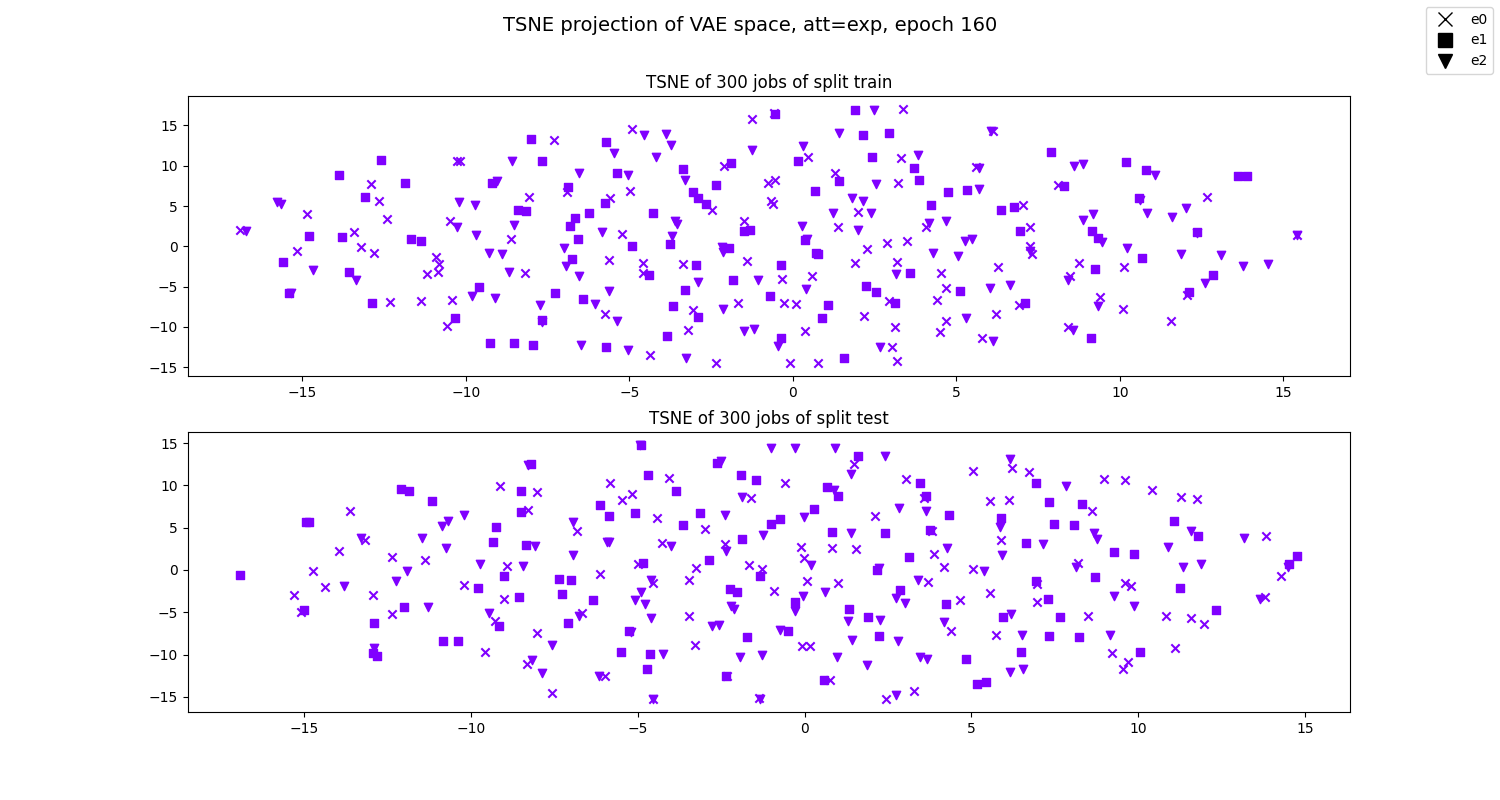 TSNE projection of VAE space, att=exp, epoch 160
e0
e1
e2
TSNE of 300 jobs of split train
15
10
5
0
−5
−10
−15
−15 −10 −5 0 5 10 15
TSNE of 300 jobs of split test
15
10
5
0
−5
−10
−15
−15 −10 −5 0 5 10 15